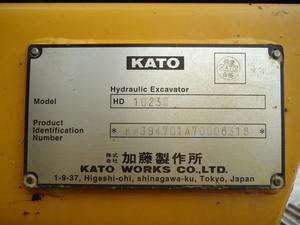 KATO
Hydraulic Excavator
Model HD
Product
Identification
Number
株式会社 加藤製作所
KATO WORKS CO.,LTD.
1-9-37, Higashi-ohi, shinagawa-ku, Tokyo, Japan